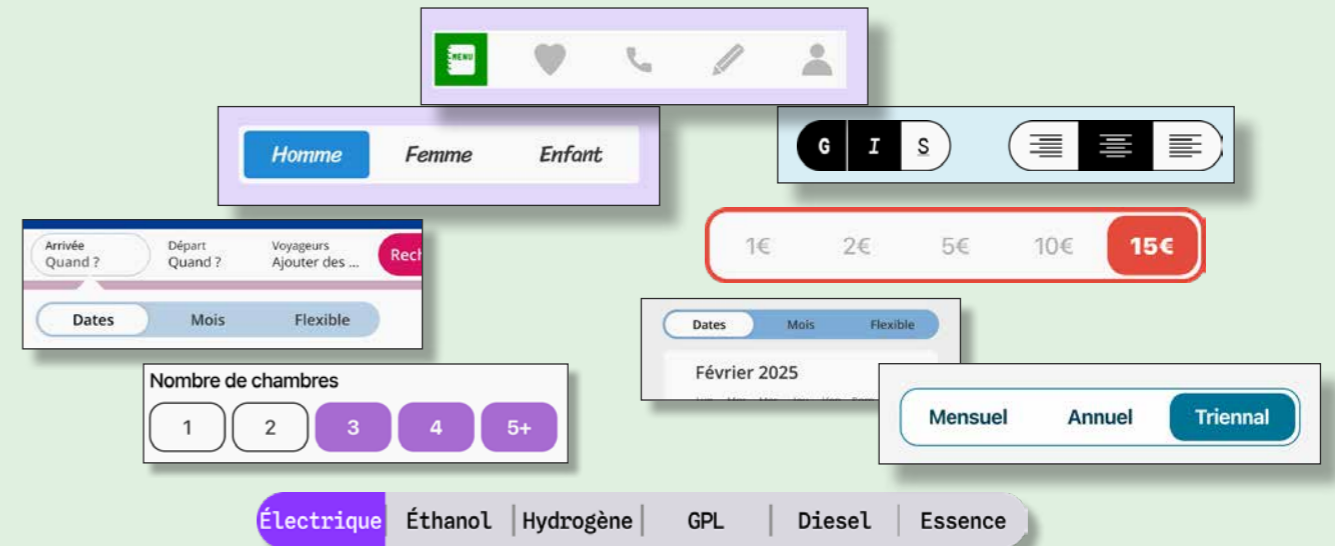 MENU
Homme Femme Enfant
G I S
Arrivée Départ Voyageurs
Quand ? Quand ? Ajouter des ... Rech
Dates Mois Flexible
1€ 2€ 5€ 10€ 15€
Dates Mois Flexible
Février 2025
Nombre de chambres
1 2 3 4 5+
Mensuel Annuel Triennal
Électrique Éthanol Hydrogène GPL Diesel Essence